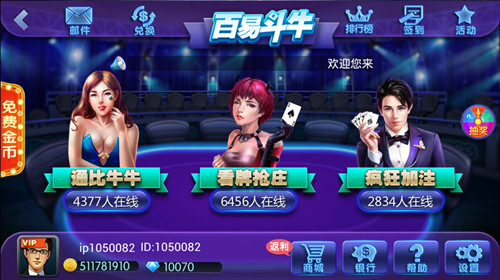 邮件
兑换
百易斗牛
排行榜
签到
活动
欢迎您来
免费金币
抽奖
通比牛牛
看牌抢庄
疯狂加注
4377人在线
6456人在线
2834人在线
VIP
ip1050082 ID:1050082
511781910
10070
返利
商城
银行
帮助
设置